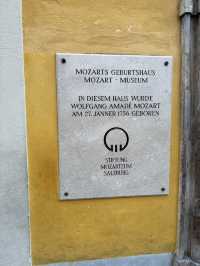 MOZARTS GEBURTSHAUS
MOZART - MUSEUM
IN DIESEM HAUS WURDE
WOLFGANG AMADÉ MOZART
AM 27. JÄNNER 1756 GEBOREN
STIFTUNG
MOZARTEUM
SALZBURG